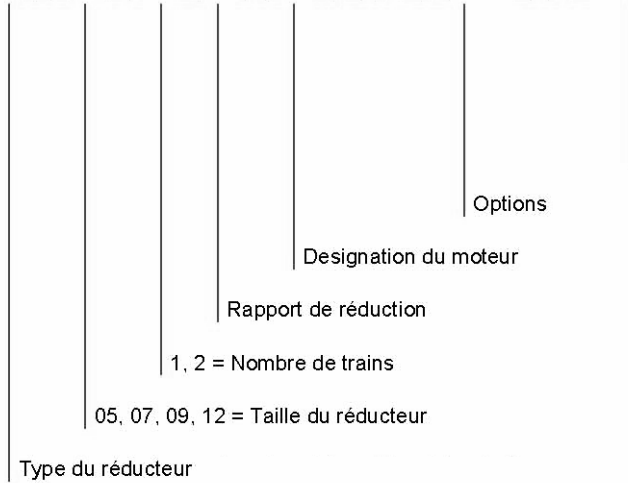 Options
Designation du moteur
Rapport de réduction
1, 2 = Nombre de trains
05, 07, 09, 12 = Taille du réducteur
Type du réducteur